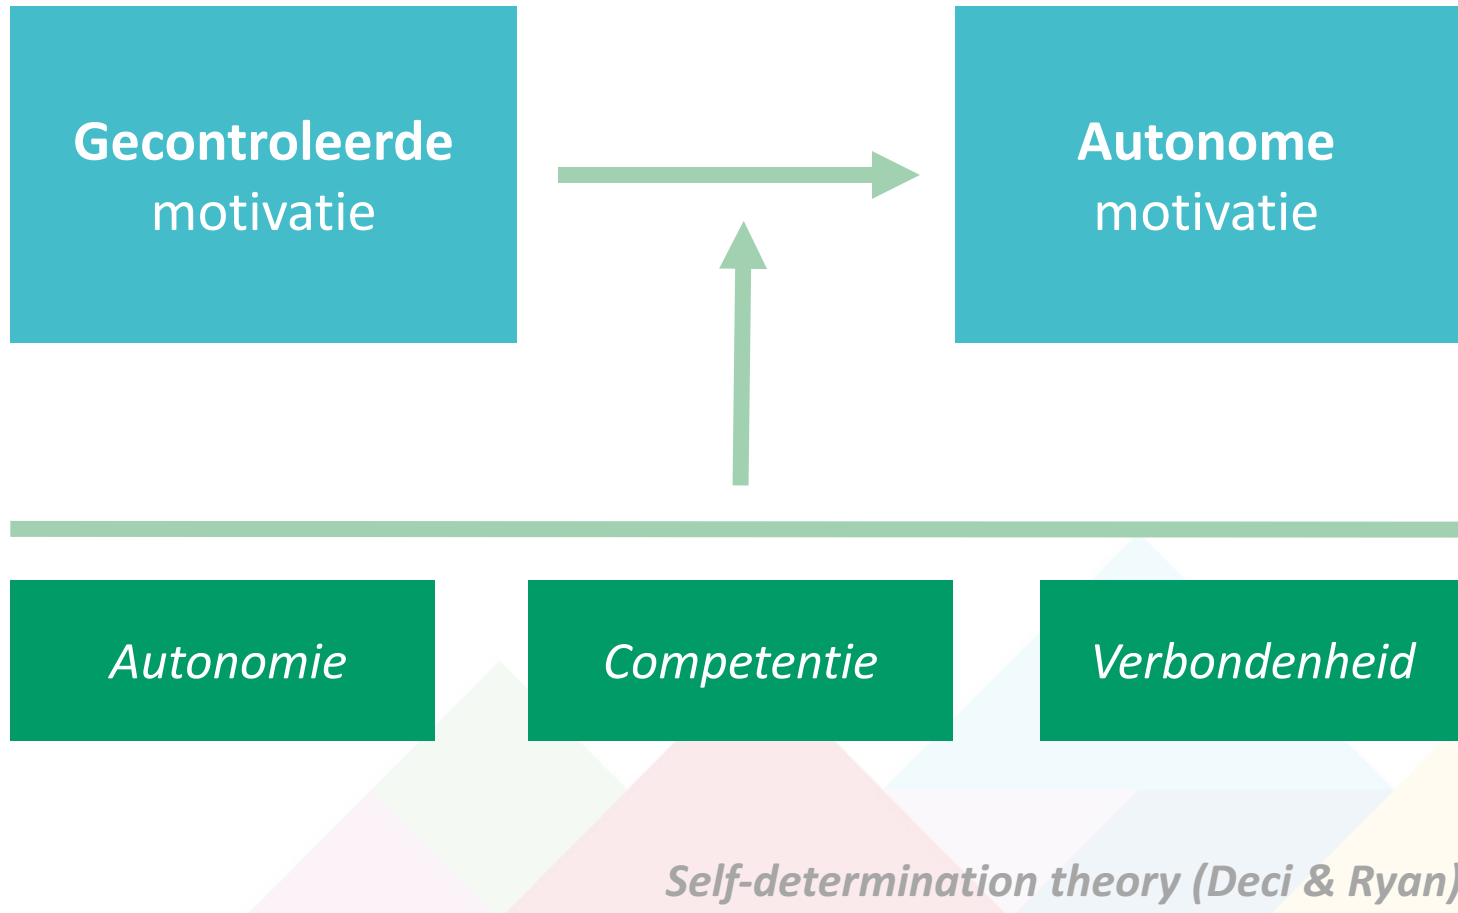 Gecontroleerde
motivatie
Autonome
motivatie
Autonomie
Competentie
Verbondenheid
Self-determination theory (Deci & Ryan)